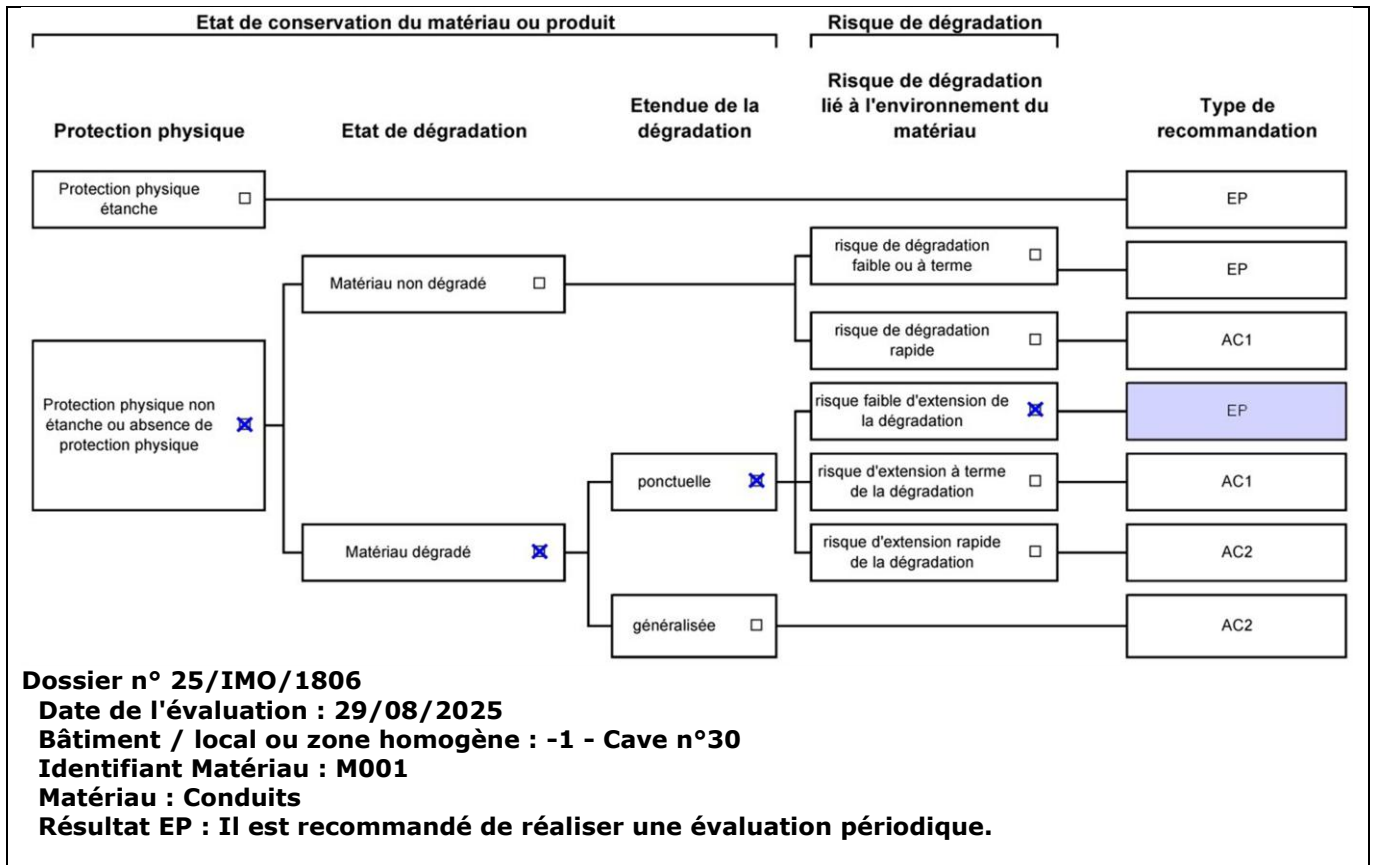 Etat de conservation du matériau ou produit
Risque de dégradation
Protection physique
Etat de dégradation
Etendue de la
dégradation
Risque de dégradation
lié à l'environnement du
matériau
Type de
recommandation
Protection physique
étanche
EP
risque de dégradation
faible ou à terme
EP
Matériau non dégradé
risque de dégradation
rapide
AC1
Protection physique non
étanche ou absence de
protection physique
risque faible d'extension de
la dégradation
EP
ponctuelle
risque d'extension à terme
de la dégradation
AC1
Matériau dégradé
risque d'extension rapide
de la dégradation
AC2
généralisée
AC2
Dossier n° 25/IMO/1806
Date de l'évaluation : 29/08/2025
Bâtiment / local ou zone homogène : -1 - Cave n°30
Identifiant Matériau : M001
Matériau : Conduits
Résultat EP : Il est recommandé de réaliser une évaluation périodique.